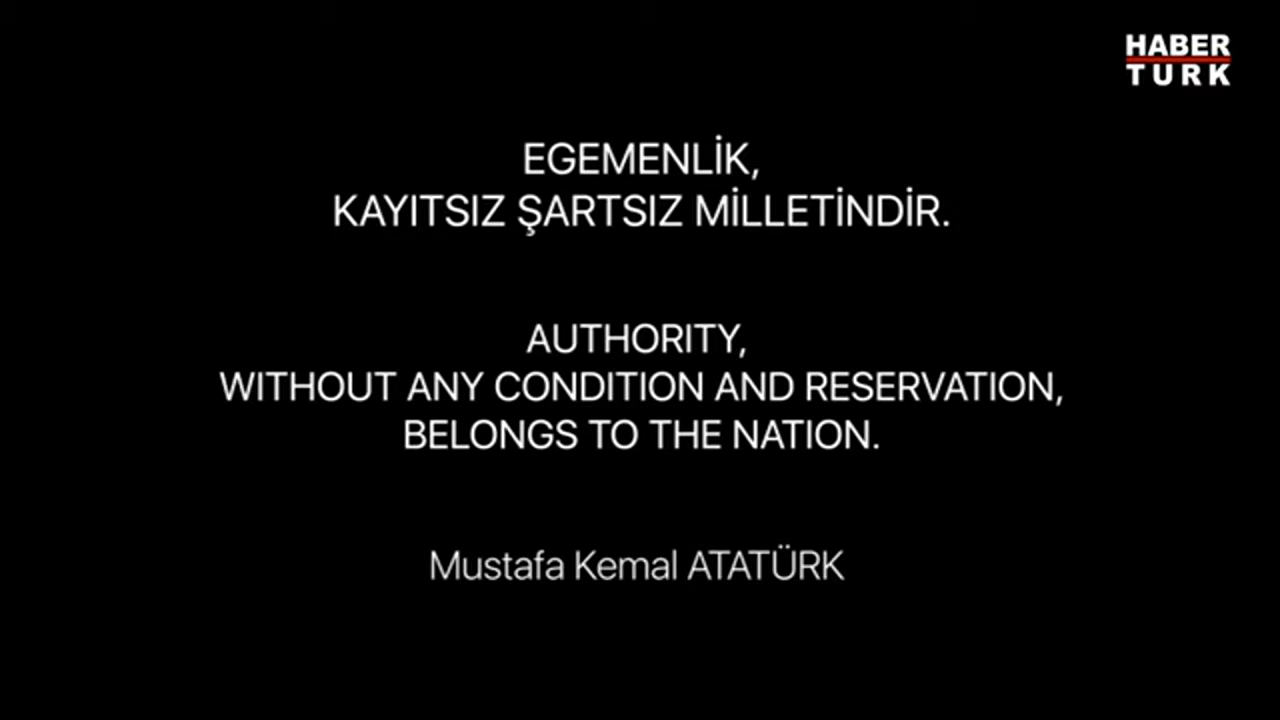 HABER
TURK
EGEMENLİK,
KAYITSIZ ŞARTSIZ MİLLETİNDİR.
AUTHORITY,
WITHOUT ANY CONDITION AND RESERVATION,
BELONGS TO THE NATION.
Mustafa Kemal ATATÜRK